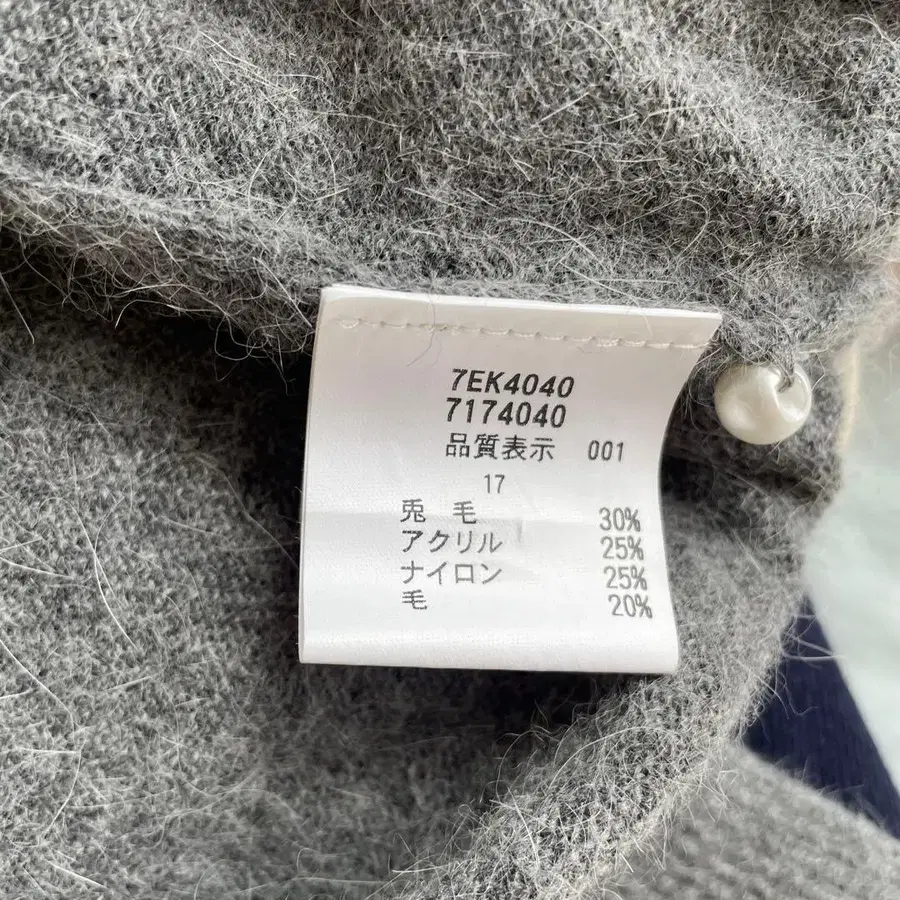 7EK4040
7174040
品質表示 001
17
兎 毛 30%
アクリル 25%
ナイロン 25%
毛 20%